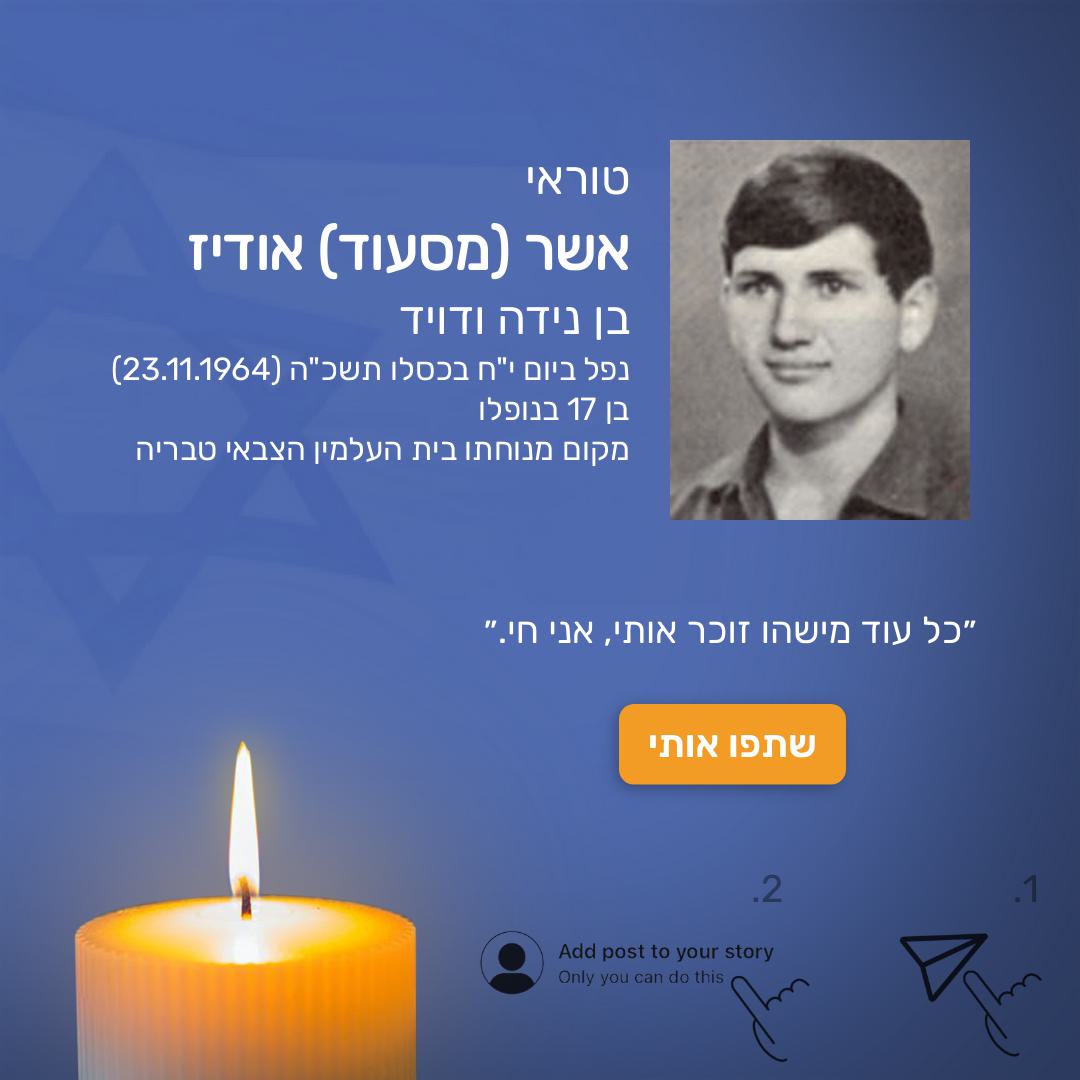 טוראי
אשר (מסעוד) אודיז
בן נידה ודויד
נפל ביום י"ח בכסלו תשכ"ה (23.11.1964)
בן 17 בנופלו
מקום מנוחתו בית העלמין הצבאי טבריה
״כל עוד מישהו זוכר אותי, אני חי.״
שתפו אותי
1.
2.
Add post to your story
Only you can do this